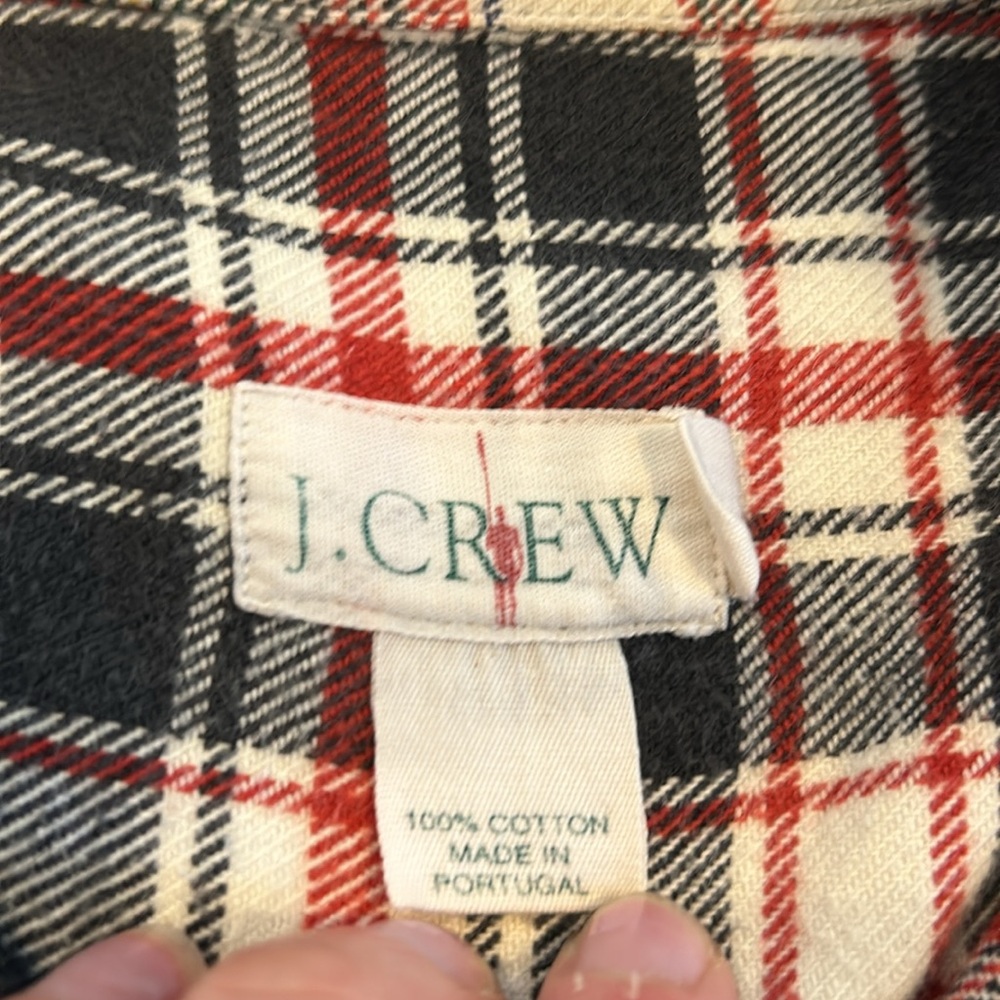 J.CREW
100% COTTON
MADE IN
PORTUGAL